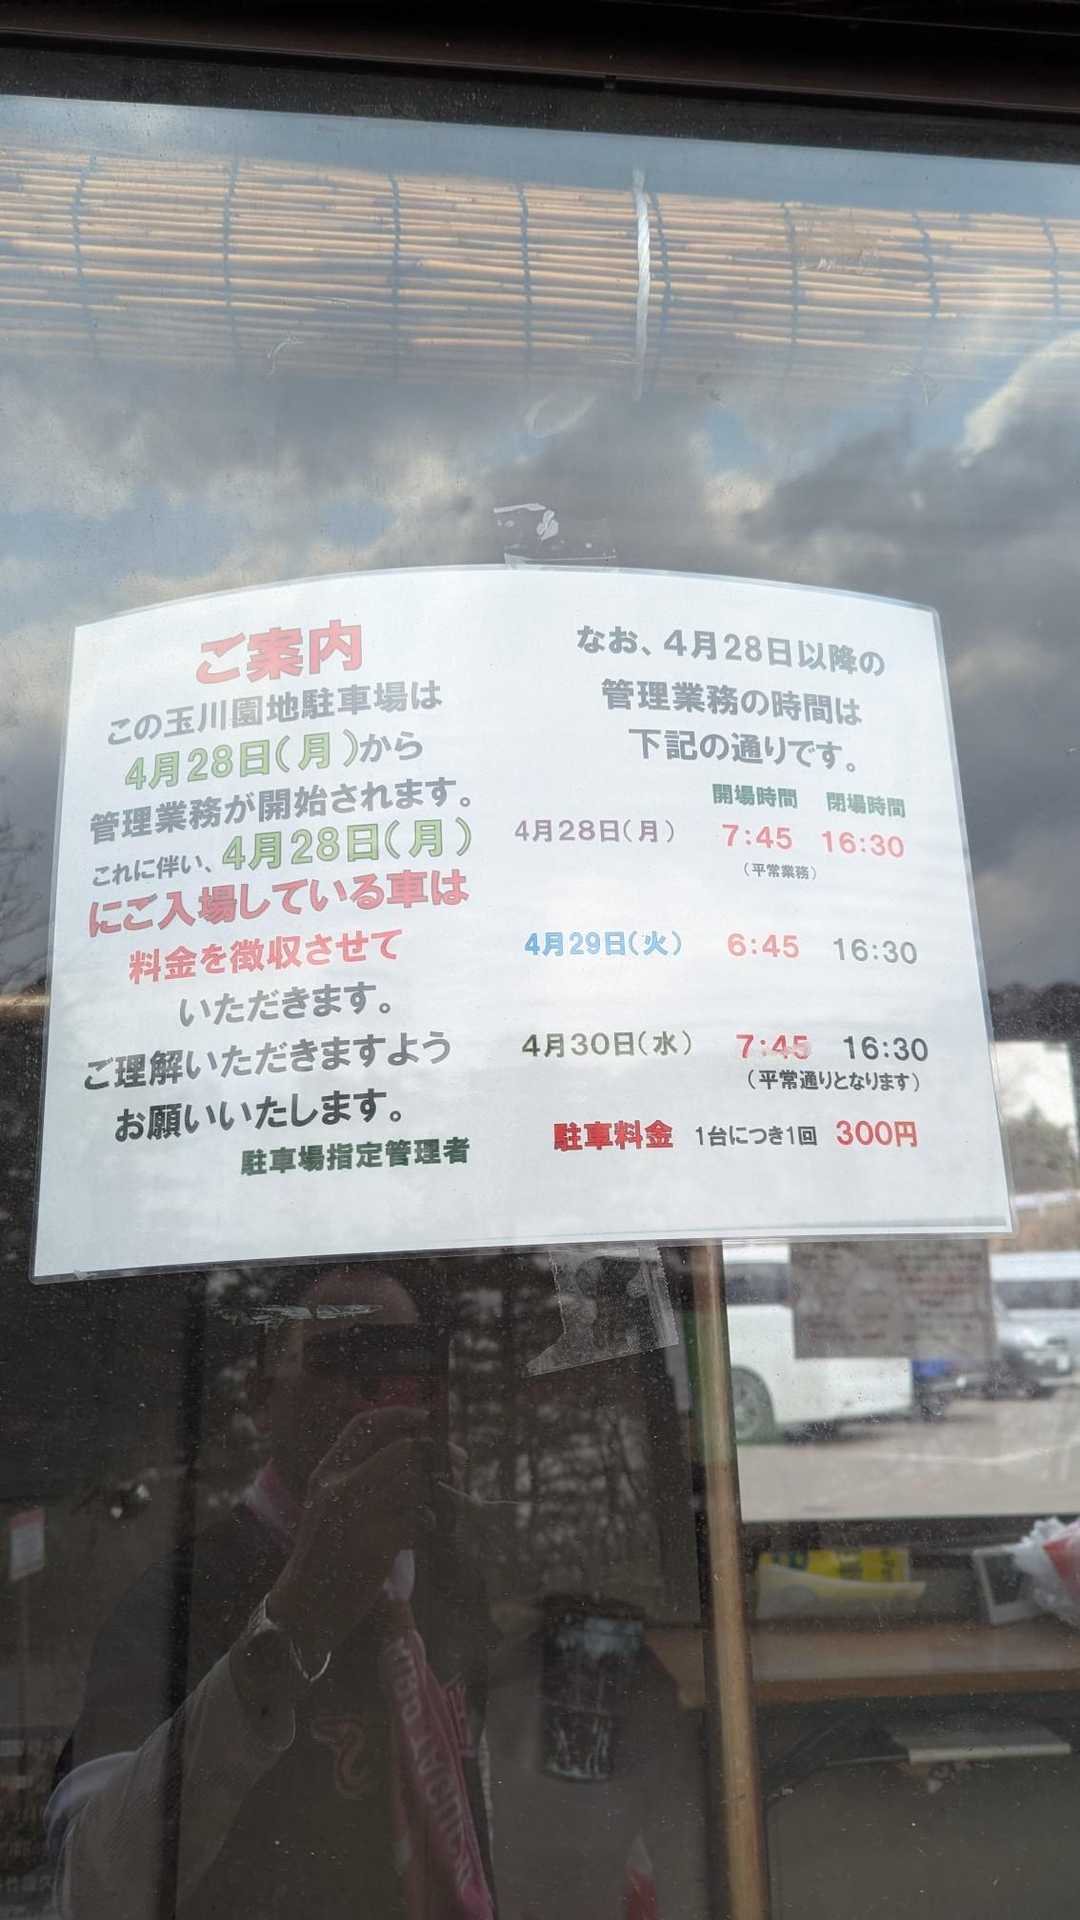 ご案内
この玉川園地駐車場は
4月28日(月)から
管理業務が開始されます。
これに伴い、4月28日(月)
にご入場している車は
料金を徴収させて
いただきます。
ご理解いただきますよう
お願いいたします。
駐車場指定管理者
なお、4月28日以降の
管理業務の時間は
下記の通りです。
開場時間 閉場時間
4月28日(月) 7:45 16:30
(平常業務)
4月29日(火) 6:45 16:30
4月30日(水) 7:45 16:30
(平常通りとなります)
駐車料金 1台につき1回 300円